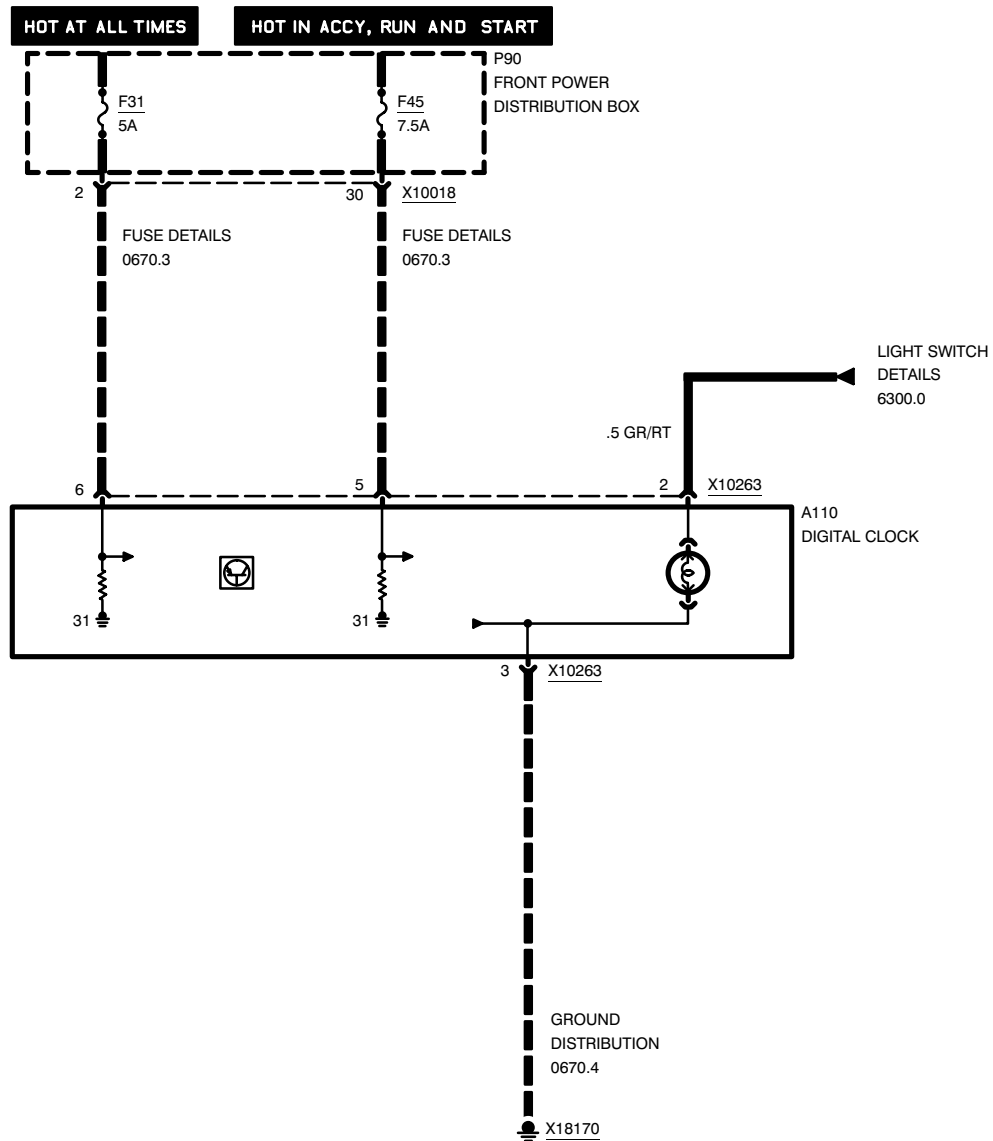 HOT AT ALL TIMES
HOT IN ACCY, RUN AND START
P90
FRONT POWER
DISTRIBUTION BOX
F31
5A
F45
7.5A
2
30
X10018
FUSE DETAILS
0670.3
FUSE DETAILS
0670.3
LIGHT SWITCH
DETAILS
6300.0
.5 GR/RT
6
5
2
X10263
A110
DIGITAL CLOCK
31
31
3
X10263
GROUND
DISTRIBUTION
0670.4
X18170